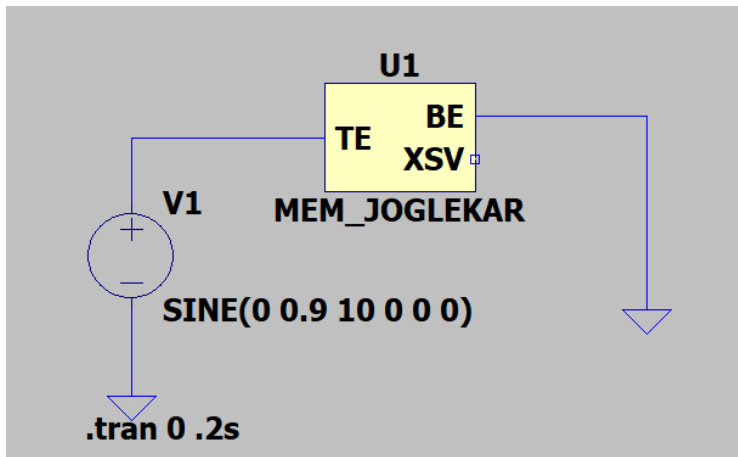 U1
TE
BE
XSV
V1
MEM_JOGLEKAR
SINE(0 0.9 10 0 0 0)
.tran 0 .2s